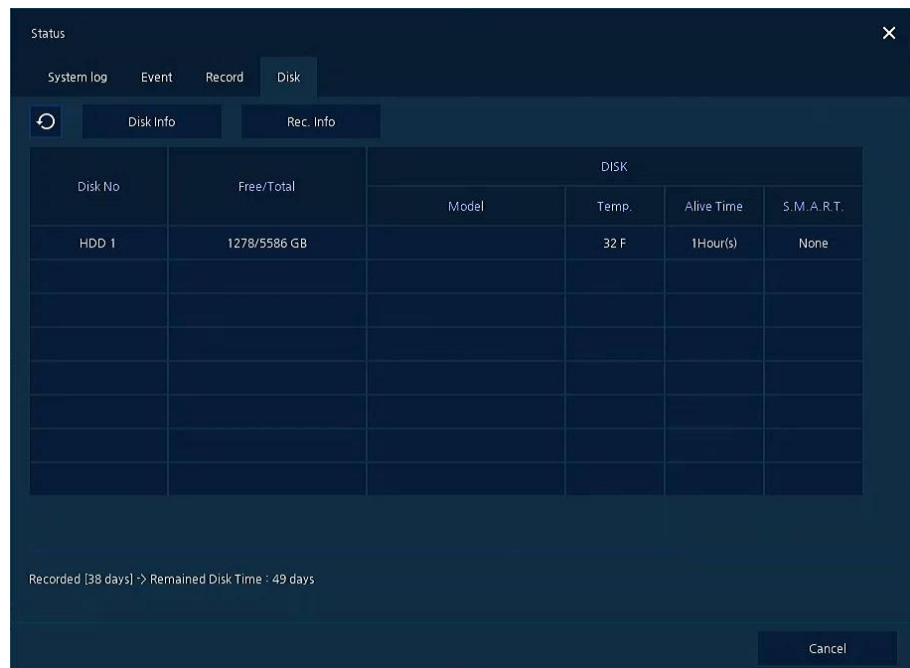 Status
System log Event Record Disk
Disk Info Rec. Info
Disk No Free/Total DISK
Model Temp. Alive Time S.M.A.R.T.
HDD 1 1278/5586 GB 32 F 1Hour(s) None
Recorded [38 days] -> Remained Disk Time : 49 days
Cancel